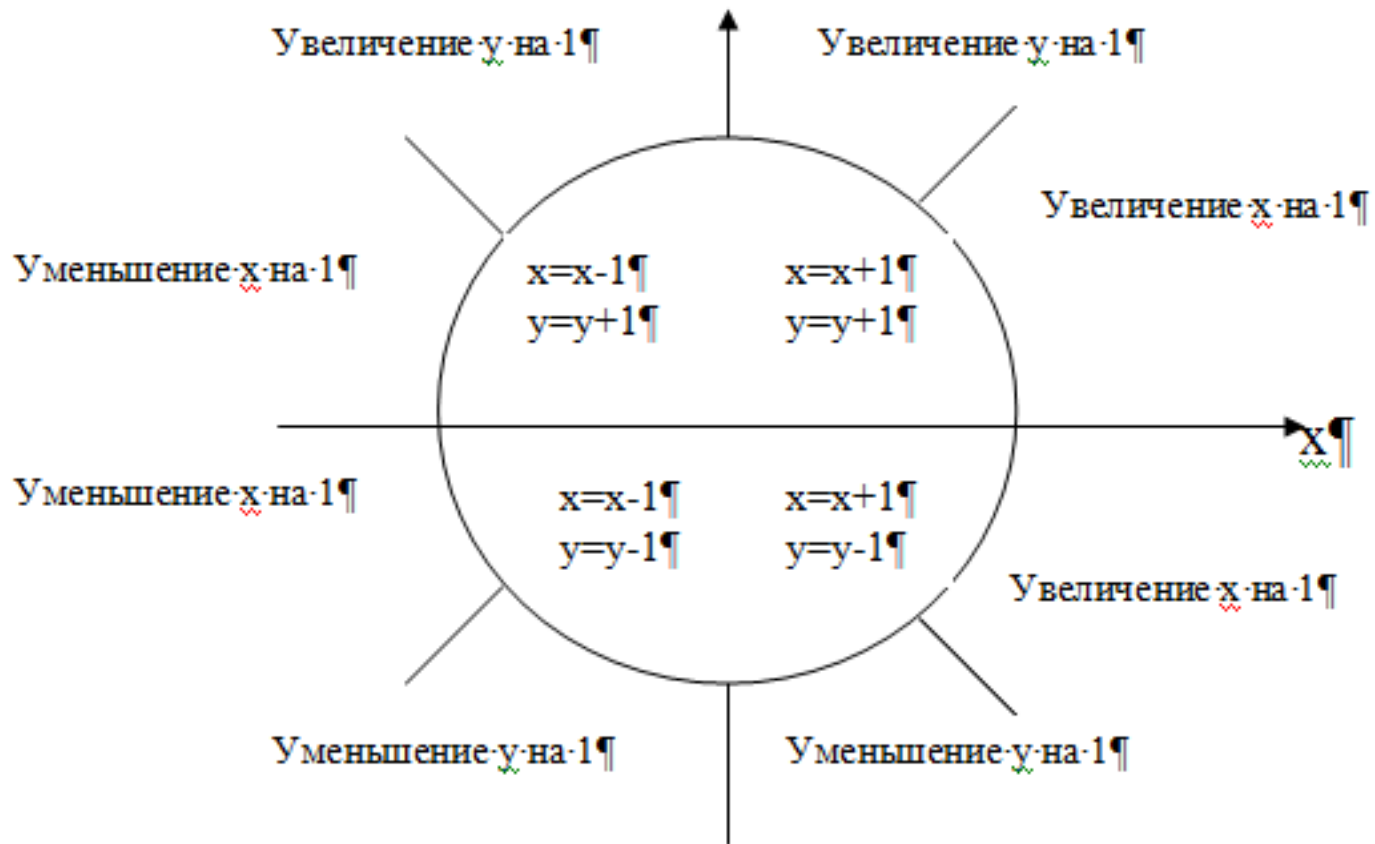 Увеличение·у·на·1¶
Увеличение·у·на·1¶
Увеличение·х·на·1¶
Уменьшение·х·на·1¶
x=x-1¶
y=y+1¶
x=x+1¶
y=y+1¶
х¶
Уменьшение·х·на·1¶
x=x-1¶
y=y-1¶
x=x+1¶
y=y-1¶
Увеличение·х·на·1¶
Уменьшение·у·на·1¶
Уменьшение·у·на·1¶